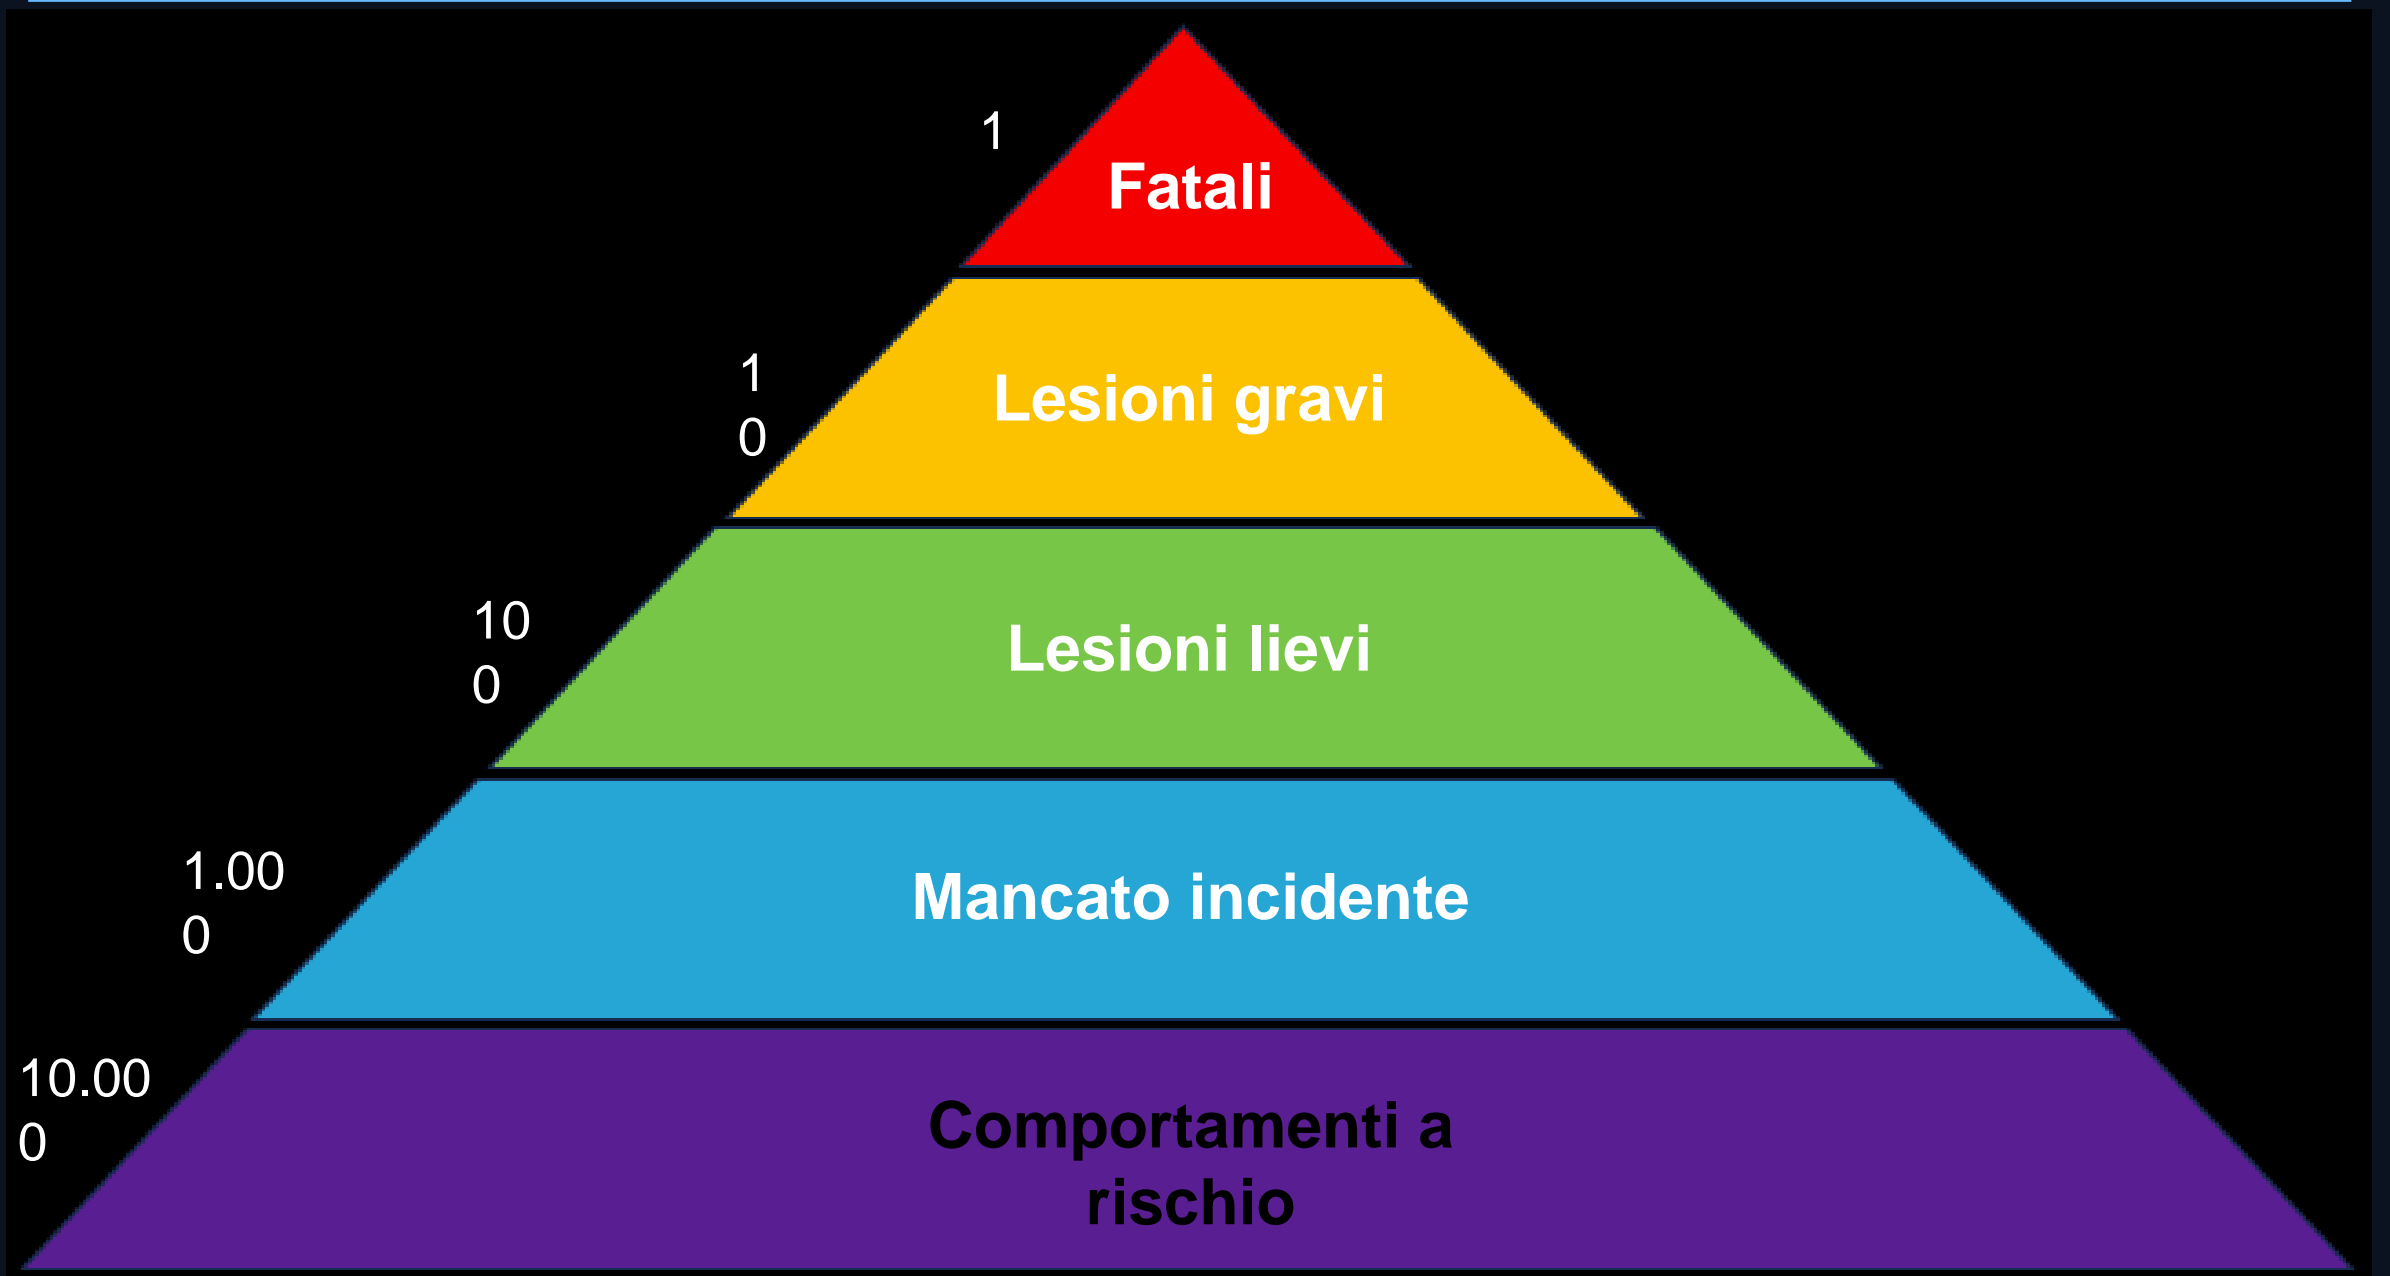 1
Fatali
1
0
Lesioni gravi
10
0
Lesioni lievi
1.00
0
Mancato incidente
10.00
0
Comportamenti a
rischio